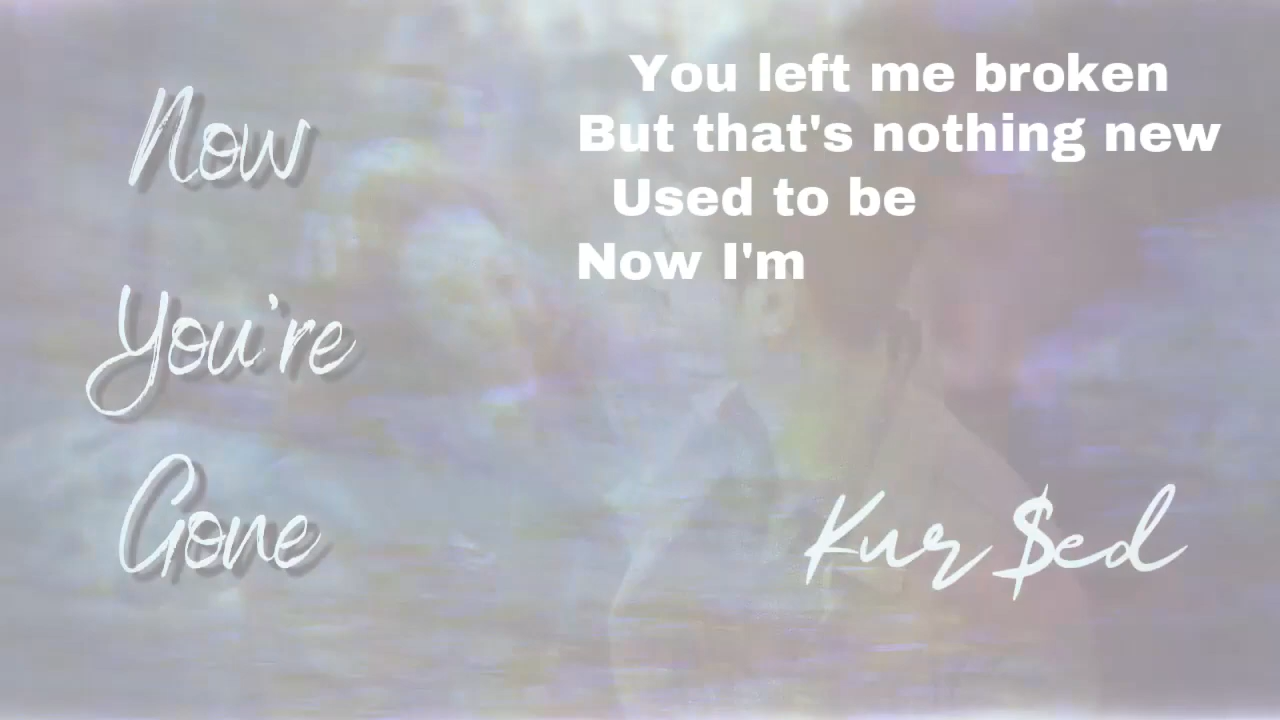 Now
You're
Gone
You left me broken
But that's nothing new
Used to be
Now I'm
Kur$ed